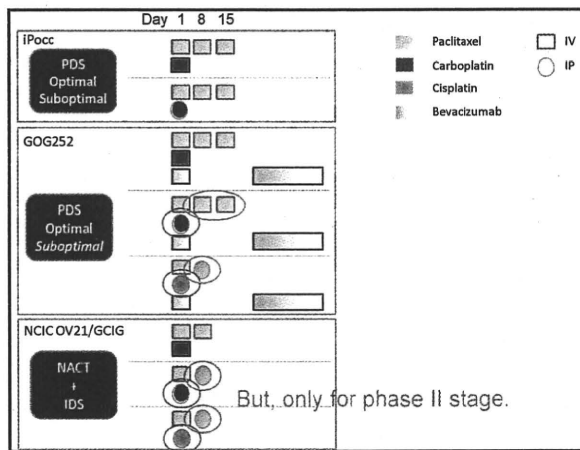 Day 1 8 15
iPocc
PDS
Optimal
Suboptimal
GOG252
PDS
Optimal
Suboptimal
NCIC OV21/GCIG
NACT
+
IDS
But, only for phase II stage.
Paclitaxel
Carboplatin
Cisplatin
Bevacizumab
IV
IP